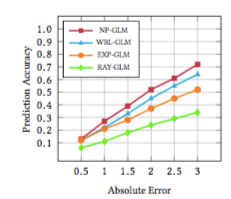 NP-GLM
WBL-GLM
EXP-GLM
RAY-GLM
Prediction Accuracy
1.0
0.9
0.8
0.7
0.6
0.5
0.4
0.3
0.2
0.1
0.5 1 1.5 2 2.5 3
Absolute Error